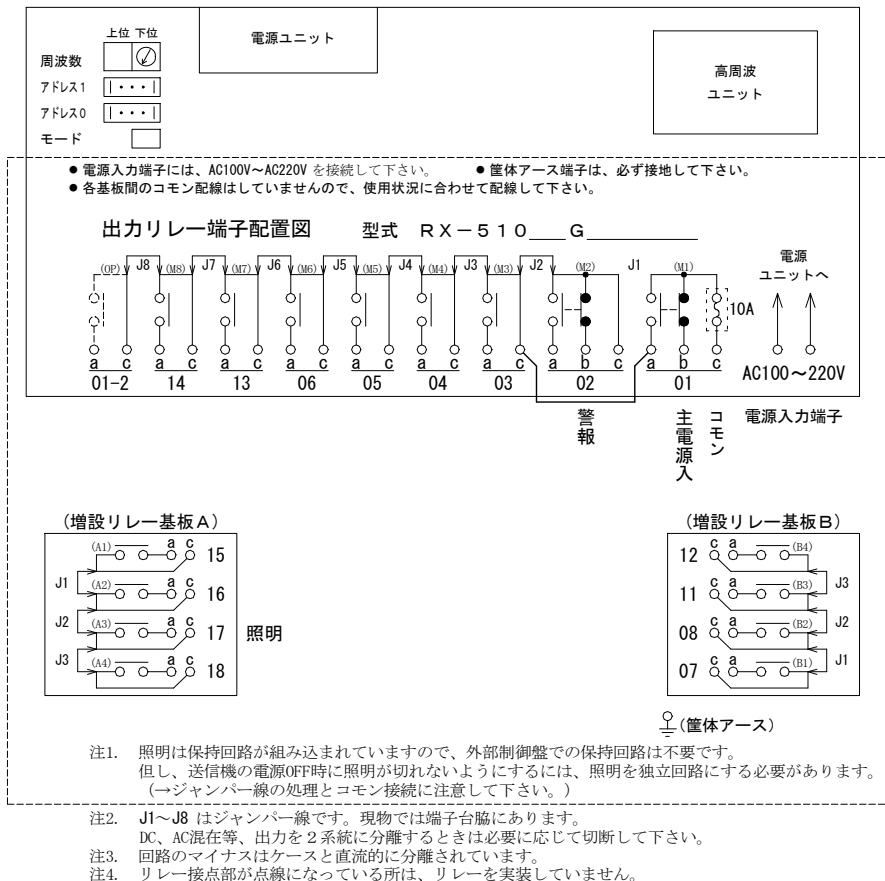 上位 下位
周波数
アドレス1
アドレス0
モード
電源ユニット
高周波
ユニット
● 電源入力端子には、AC100V～AC220V を接続して下さい。 ● 筐体アース端子は、必ず接地して下さい。
● 各基板間のコモン配線はしていませんので、使用状況に合わせて配線して下さい。
出力リレー端子配置図 型式 RX－510___G________
電源
ユニットへ
(OP) J8 (M8) J7 (M7) J6 (M6) J5 (M5) J4 (M4) J3 (M3) J2 (M2) J1 (M1)
10A
a c a c a c a c a c a c a c a b c a b c
01-2 14 13 06 05 04 03 02 01 AC100～220V
警報 主電源入 コモン 電源入力端子
(増設リレー基板A)
(A1) a c 15
J1 (A2) a c 16
J2 (A3) a c 17 照明
J3 (A4) a c 18
(増設リレー基板B)
12 c a (B4)
11 c a (B3) J3
08 c a (B2) J2
07 c a (B1) J1
(筐体アース)
注1. 照明は保持回路が組み込まれていますので、外部制御盤での保持回路は不要です。
但し、送信機の電源OFF時に照明が切れないようにするには、照明を独立回路にする必要があります。
(→ジャンパー線の処理とコモン接続に注意して下さい。)
注2. J1～J8 はジャンパー線です。現物では端子台脇にあります。
DC、AC混在等、出力を２系統に分離するときは必要に応じて切断して下さい。
注3. 回路のマイナスはケースと直流的に分離されています。
注4. リレー接点部が点線になっている所は、リレーを実装していません。